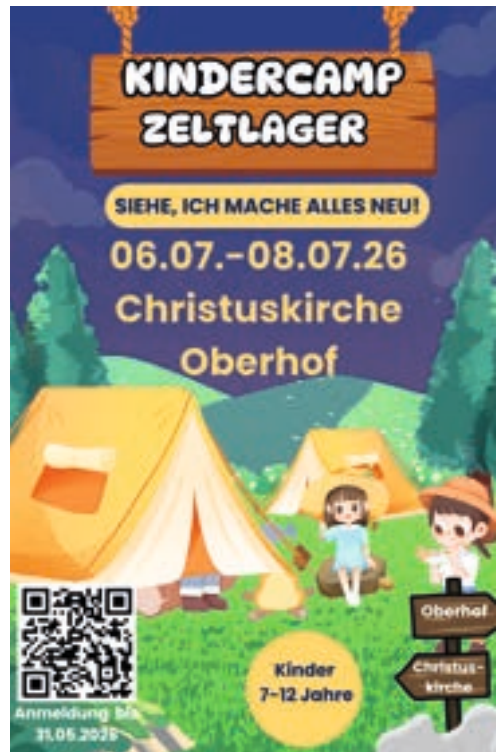 KINDERCAMP
ZELTLAGER
SIEHE, ICH MACHE ALLES NEU!
06.07.-08.07.26
Christuskirche
Oberhof
Oberhof
Christus-
kirche
Kinder
7-12 Jahre
Anmeldung bis
31.05.2026